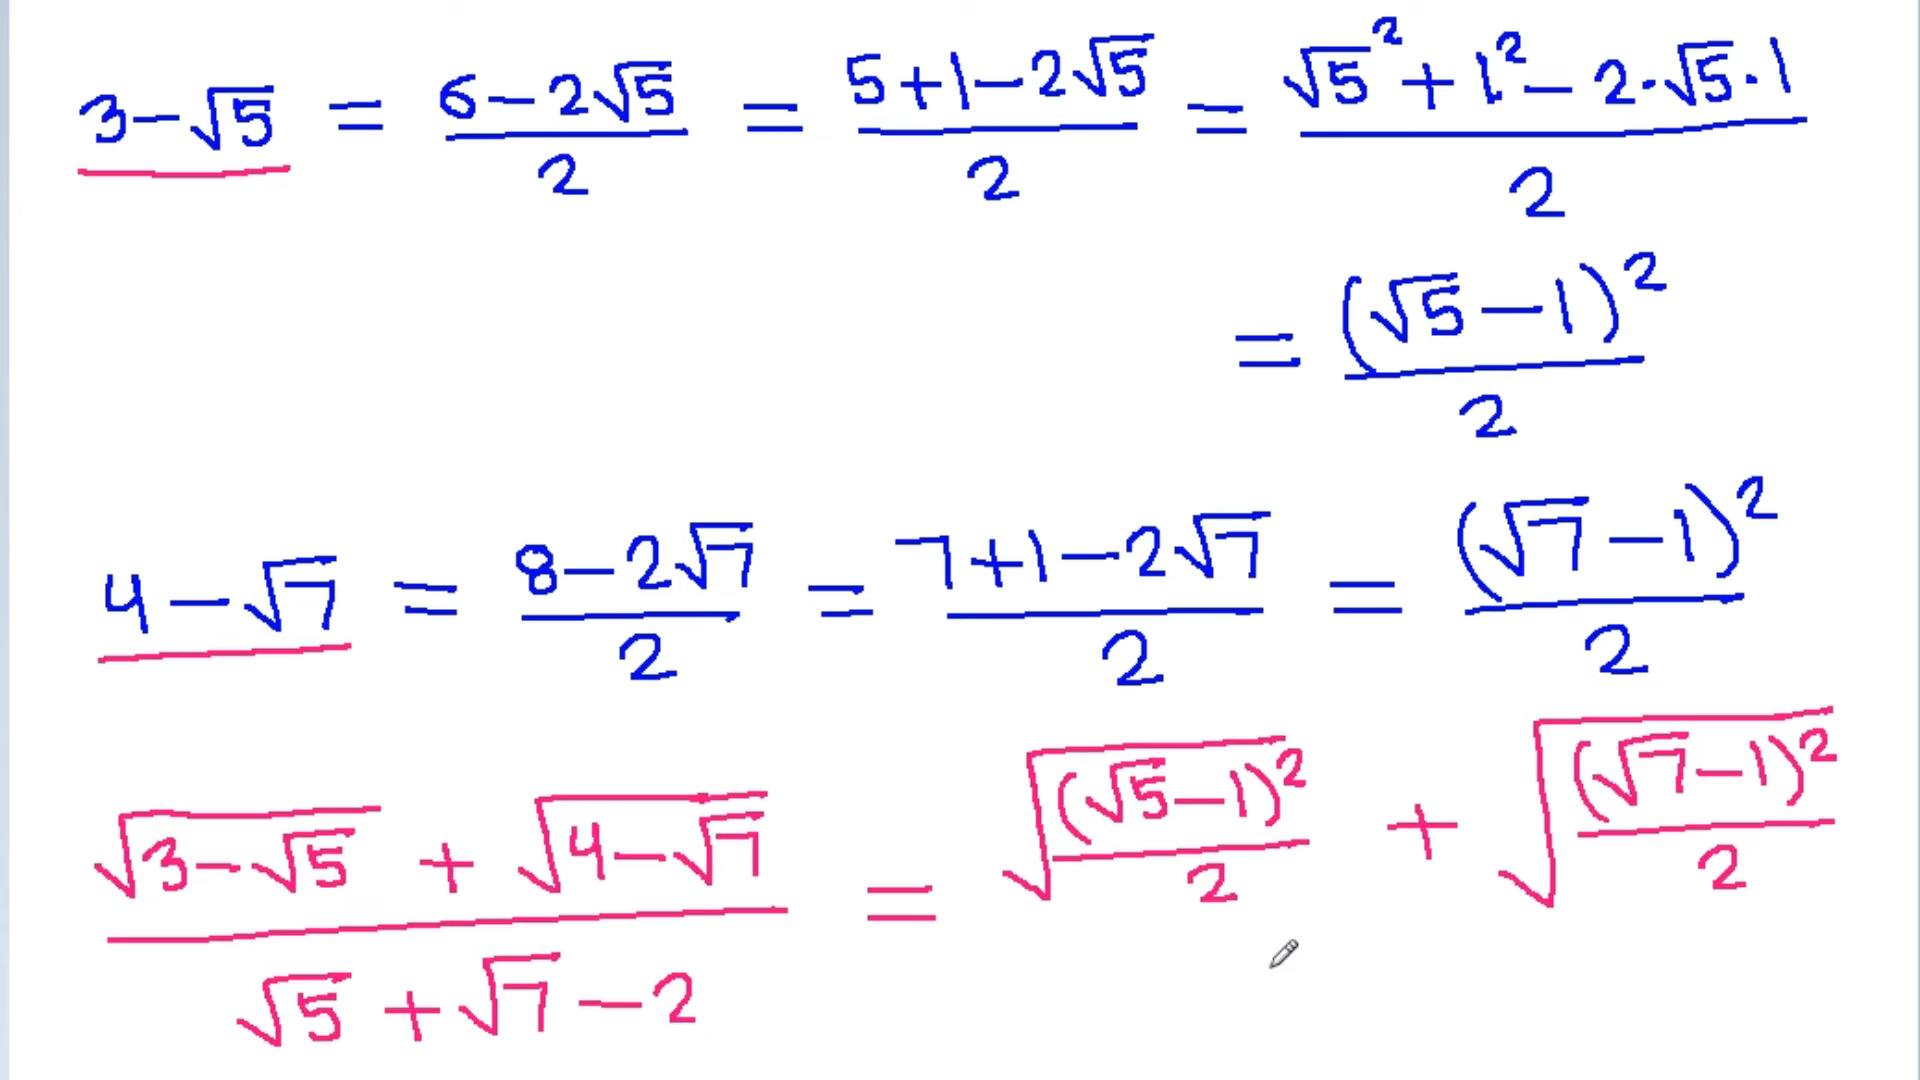 3 − √5 = (6 − 2√5)/2 = (5 + 1 − 2√5)/2 = (√5² + 1² − 2·√5·1)/2
= (√5 − 1)²/2
4 − √7 = (8 − 2√7)/2 = (7 + 1 − 2√7)/2 = (√7 − 1)²/2
(√(3 − √5) + √(4 − √7))/(√5 + √7 − 2) = √((√5 − 1)²/2) + √((√7 − 1)²/2)